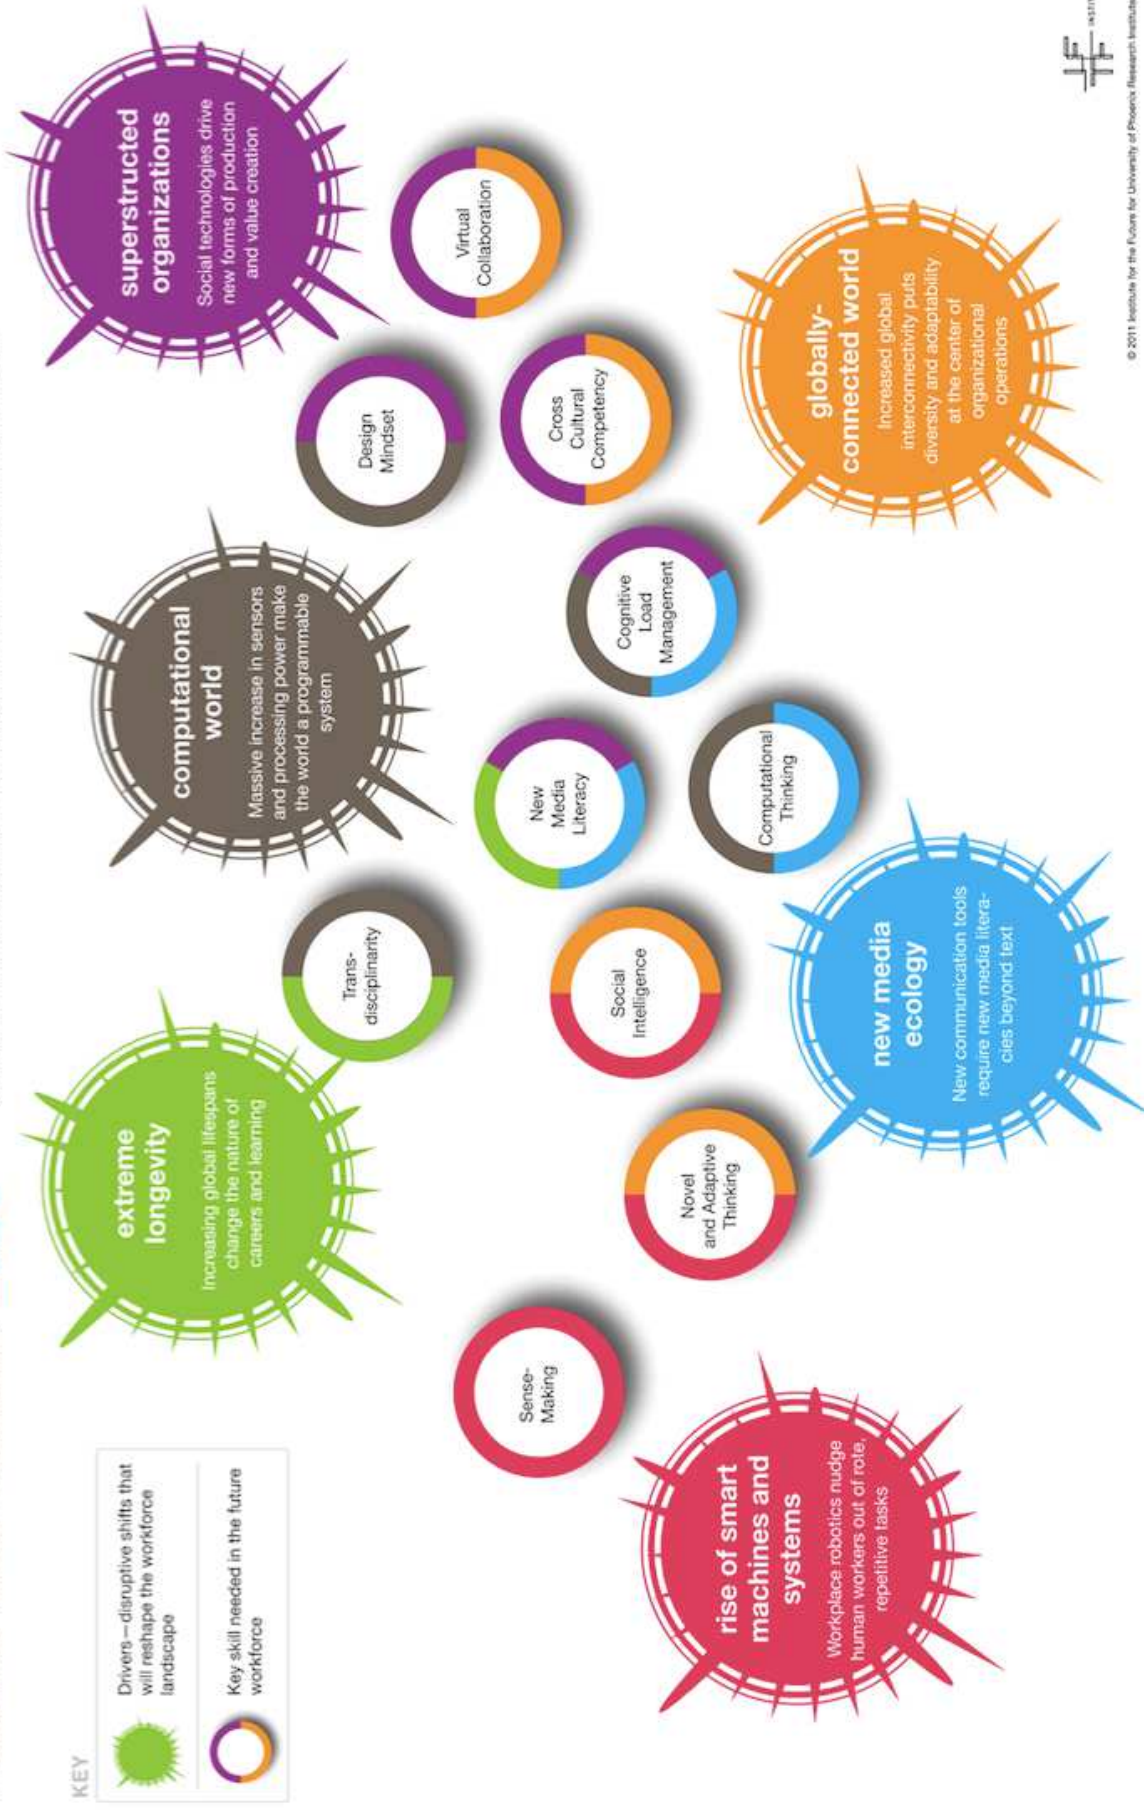 KEY
Drivers—disruptive shifts that
will reshape the workforce
landscape
Key skill needed in the future
workforce
extreme
longevity
Increasing global lifespans
change the nature of
careers and learning
computational
world
Massive increase in sensors
and processing power make
the world a programmable
system
superstructed
organizations
Social technologies drive
new forms of production
and value creation
Trans-
disciplinarity
Design
Mindset
Virtual
Collaboration
Sense-
Making
Social
Intelligence
New
Media
Literacy
Cross
Cultural
Competency
Novel
and Adaptive
Thinking
Cognitive
Load
Management
Computational
Thinking
rise of smart
machines and
systems
Workplace robotics nudge
human workers out of rote,
repetitive tasks
new media
ecology
New communication tools
require new media litera-
cies beyond text
globally-
connected world
Increased global
interconnectivity puts
diversity and adaptability
at the center of
organizational
operations
© 2011 Institute for the Future for University of Phoenix Research Institute